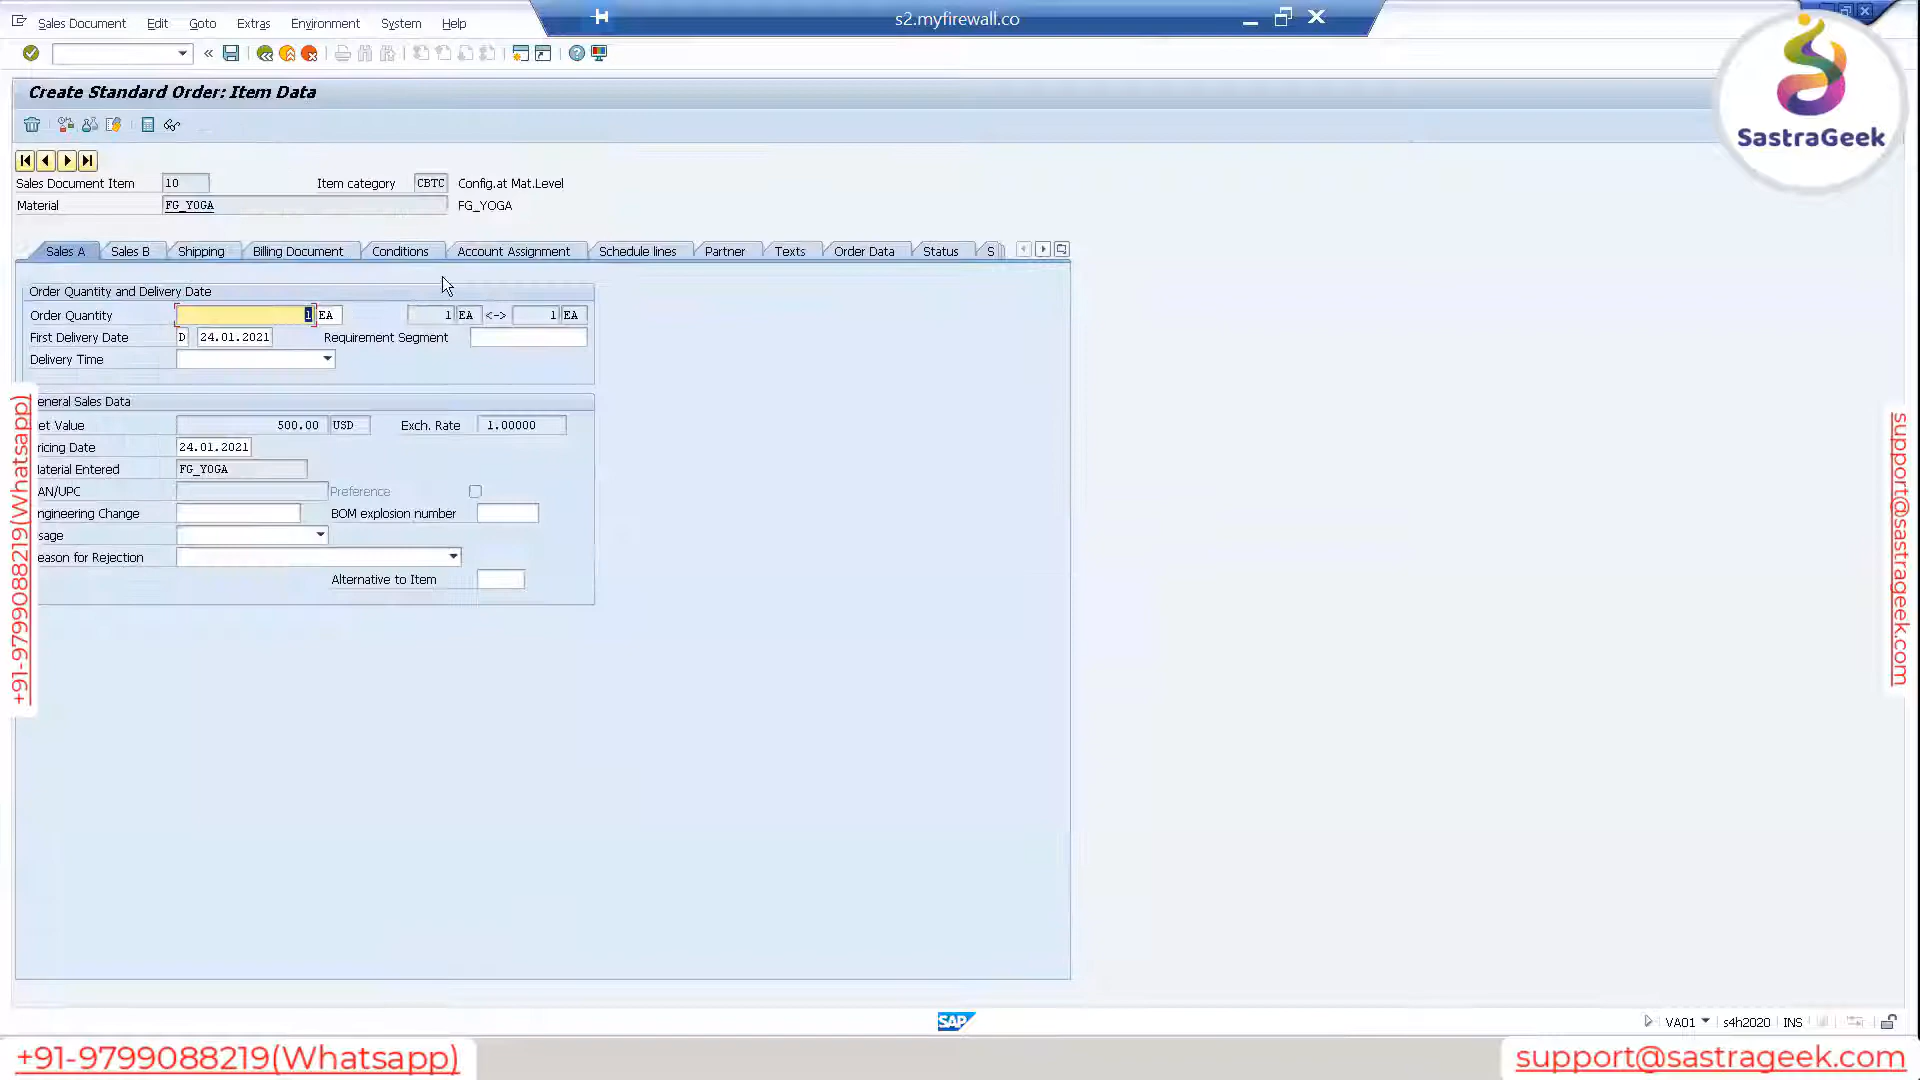 Sales Document Edit Goto Extras Environment System Help
s2.myfirewall.co
Create Standard Order: Item Data
SastraGeek
Sales Document Item 10 Item category CBTC Config.at Mat.Level
Material FG_YOGA FG_YOGA
Sales A Sales B Shipping Billing Document Conditions Account Assignment Schedule lines Partner Texts Order Data Status S
Order Quantity and Delivery Date
Order Quantity 1 EA 1 EA <-> 1 EA
First Delivery Date D 24.01.2021 Requirement Segment
Delivery Time
eneral Sales Data
et Value 500.00 USD Exch. Rate 1.00000
ricing Date 24.01.2021
aterial Entered FG_YOGA
AN/UPC Preference
ngineering Change BOM explosion number
sage
eason for Rejection
Alternative to Item
+91-9799088219(Whatsapp)
support@sastrageek.com
SAP
VA01 s4h2020 INS
+91-9799088219(Whatsapp)
support@sastrageek.com